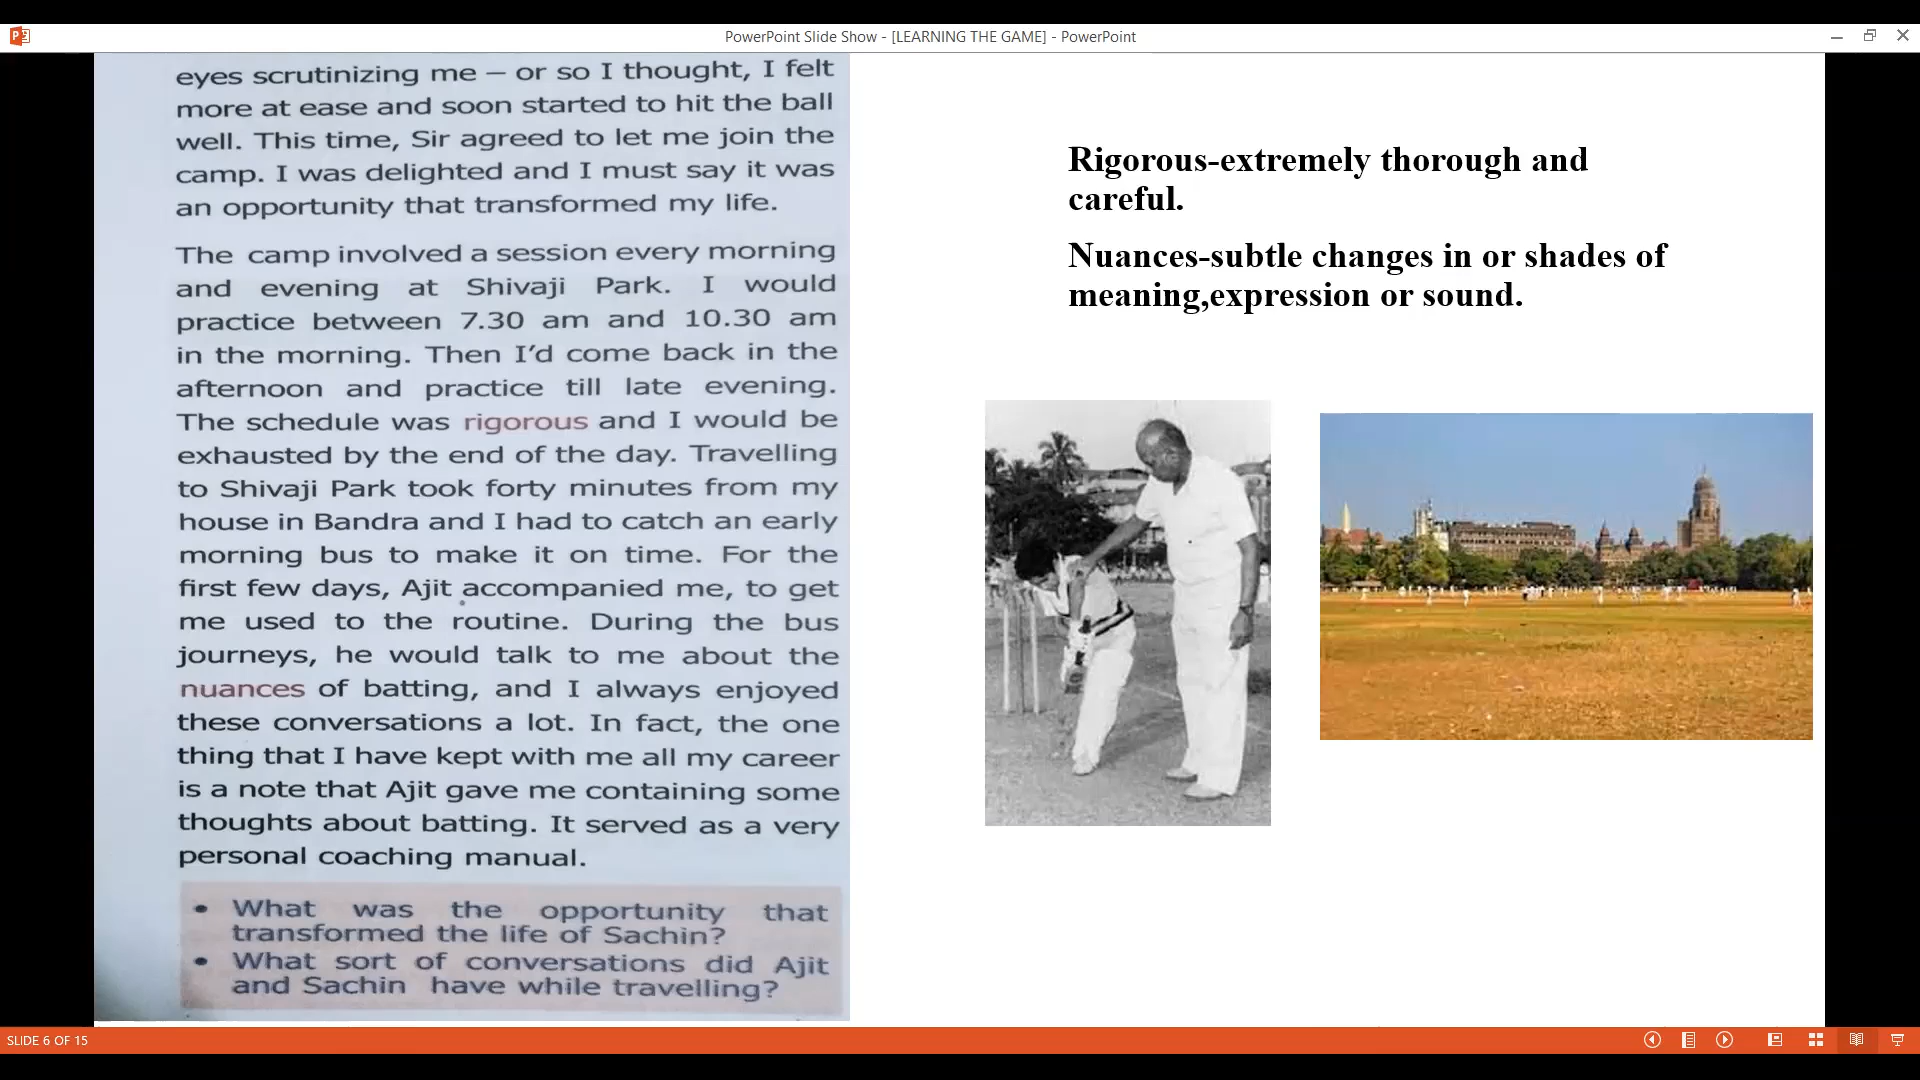 PowerPoint Slide Show - [LEARNING THE GAME] - PowerPoint
eyes scrutinizing me – or so I thought, I felt
more at ease and soon started to hit the ball
well. This time, Sir agreed to let me join the
camp. I was delighted and I must say it was
an opportunity that transformed my life.
The camp involved a session every morning
and evening at Shivaji Park. I would
practice between 7.30 am and 10.30 am
in the morning. Then I'd come back in the
afternoon and practice till late evening.
The schedule was rigorous and I would be
exhausted by the end of the day. Travelling
to Shivaji Park took forty minutes from my
house in Bandra and I had to catch an early
morning bus to make it on time. For the
first few days, Ajit accompanied me, to get
me used to the routine. During the bus
journeys, he would talk to me about the
nuances of batting, and I always enjoyed
these conversations a lot. In fact, the one
thing that I have kept with me all my career
is a note that Ajit gave me containing some
thoughts about batting. It served as a very
personal coaching manual.
• What was the opportunity that
transformed the life of Sachin?
• What sort of conversations did Ajit
and Sachin have while travelling?
Rigorous-extremely thorough and
careful.
Nuances-subtle changes in or shades of
meaning,expression or sound.
SLIDE 6 OF 15